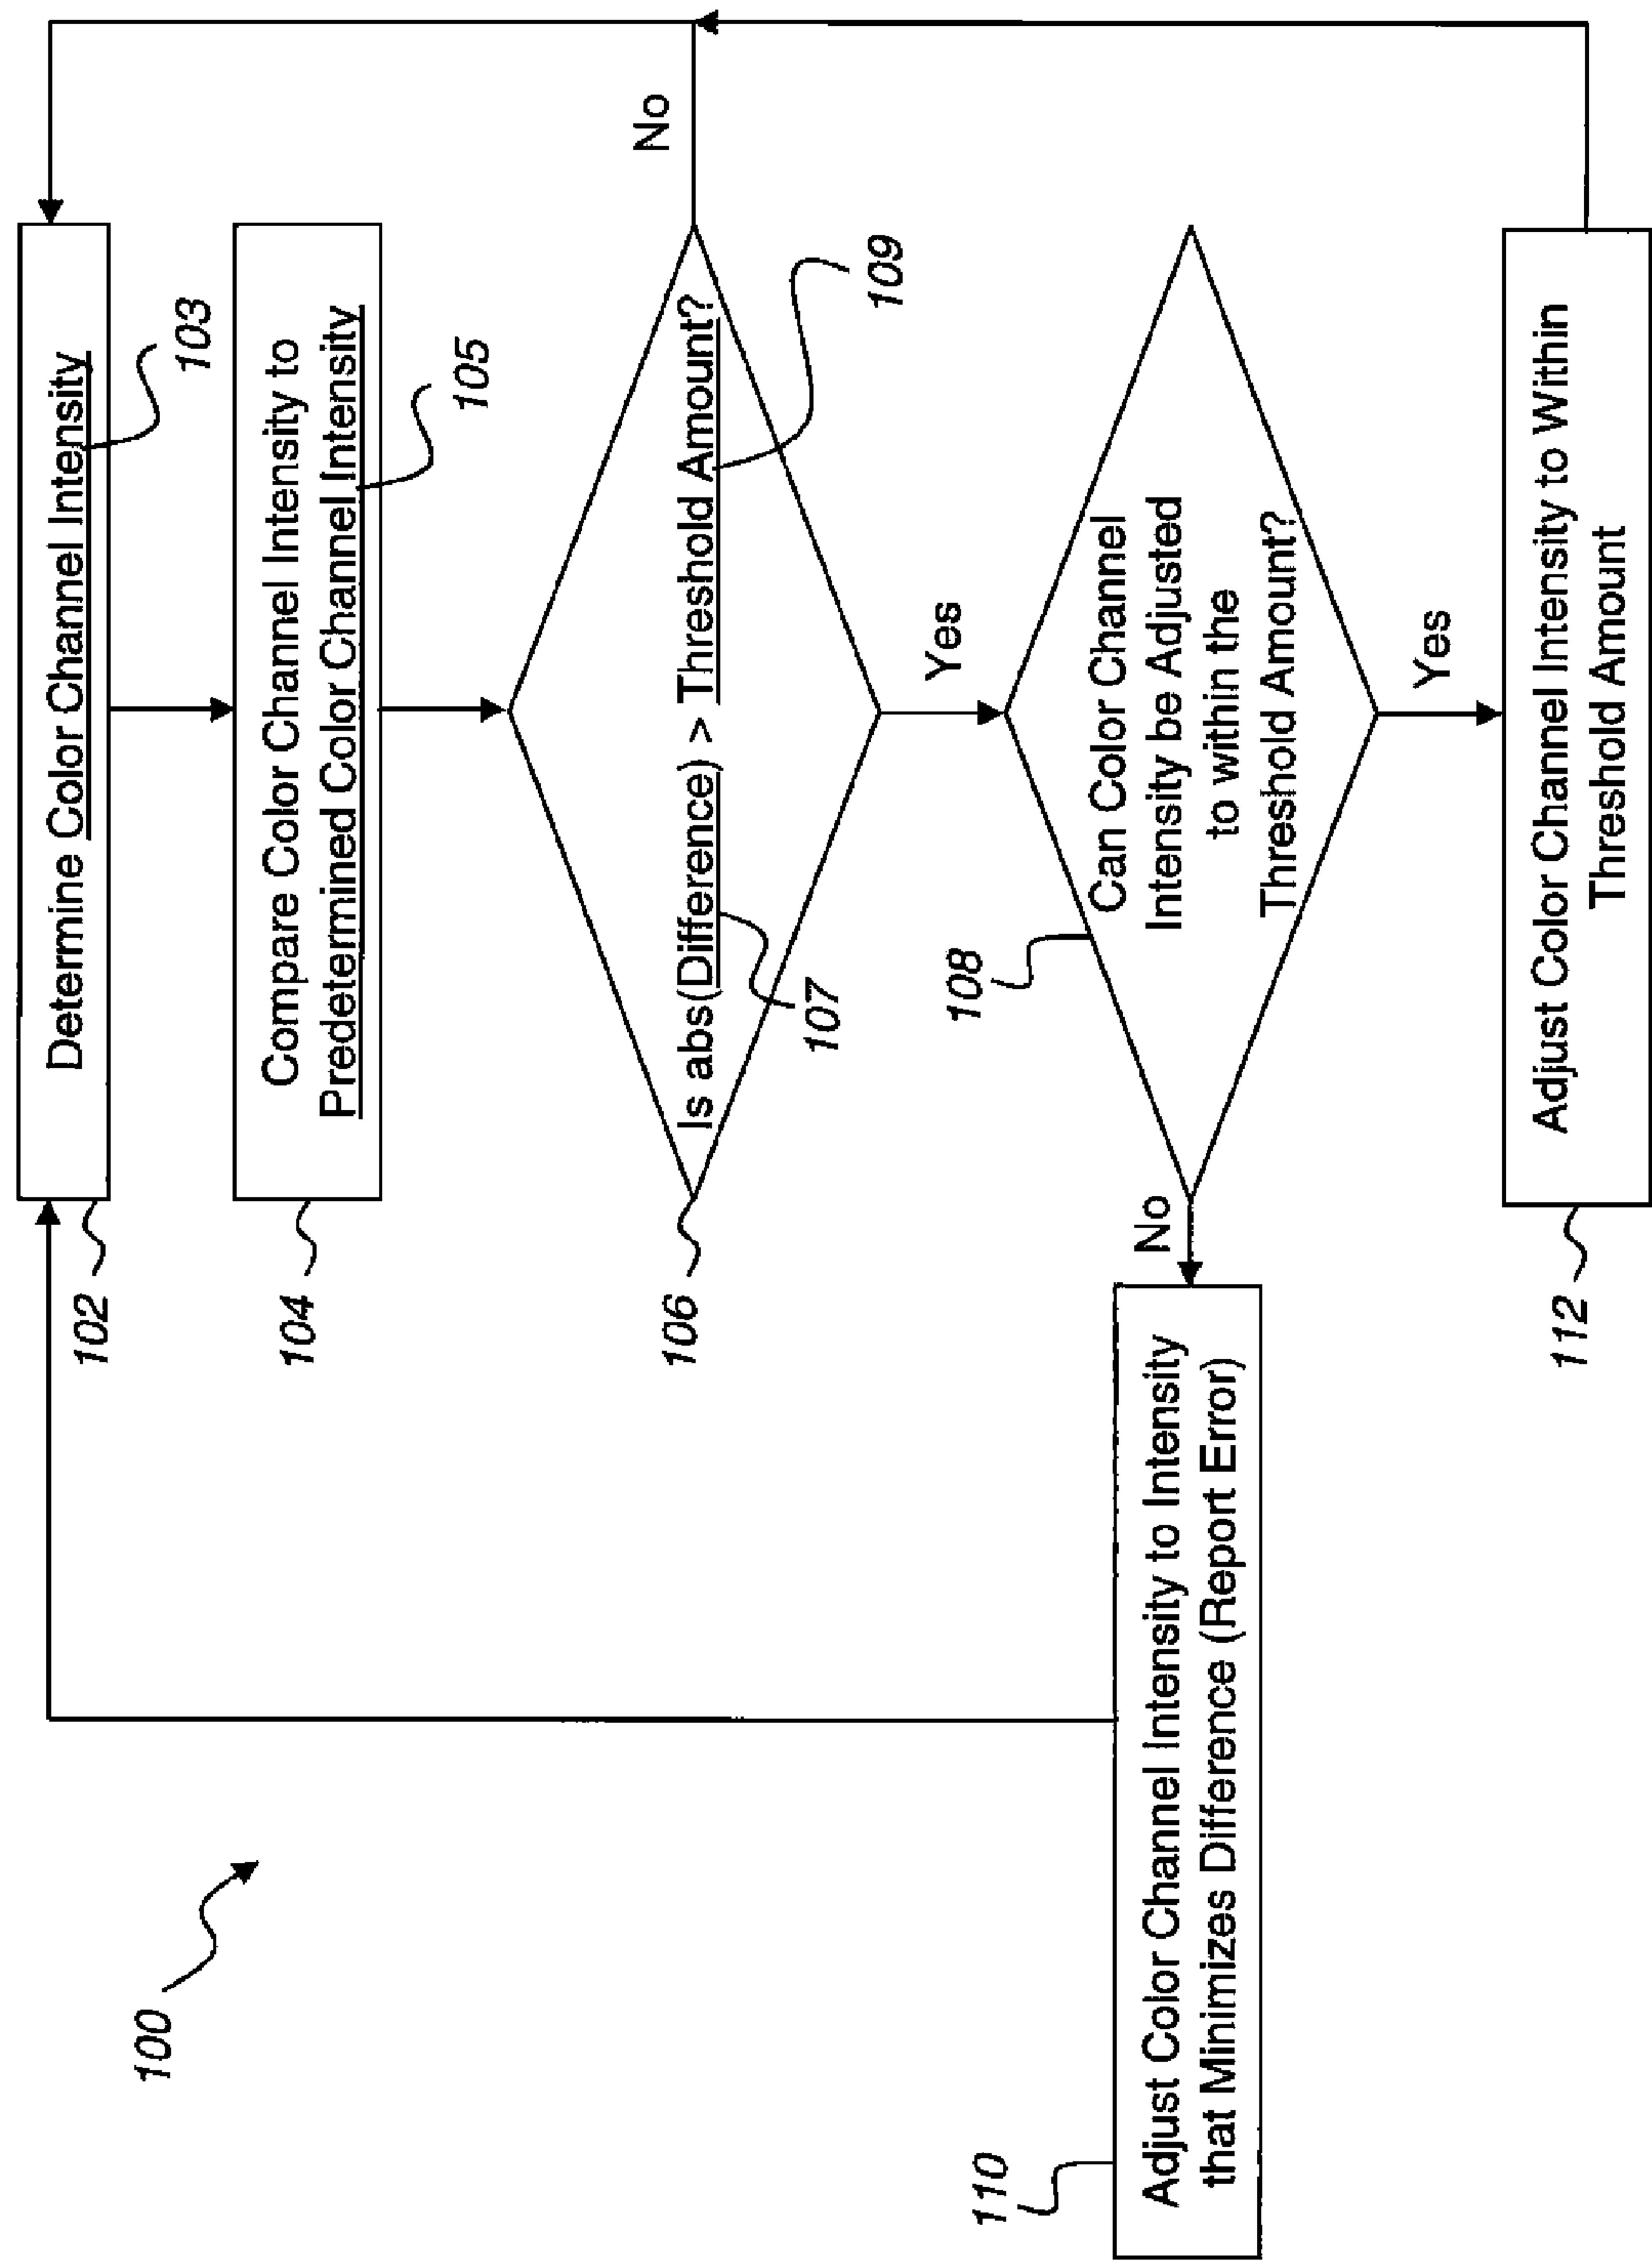 100
102
Determine Color Channel Intensity
103
104
Compare Color Channel Intensity to
Predetermined Color Channel Intensity
105
106
Is abs(Difference) > Threshold Amount?
107
109
No
Yes
108
Can Color Channel
Intensity be Adjusted
to within the
Threshold Amount?
No
Yes
110
Adjust Color Channel Intensity to Intensity
that Minimizes Difference (Report Error)
112
Adjust Color Channel Intensity to Within
Threshold Amount